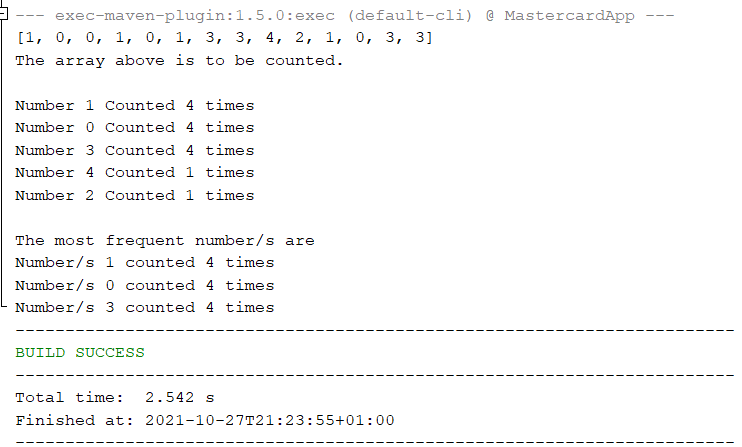 --- exec-maven-plugin:1.5.0:exec (default-cli) @ MastercardApp ---
[1, 0, 0, 1, 0, 1, 3, 3, 4, 2, 1, 0, 3, 3]
The array above is to be counted.

Number 1 Counted 4 times
Number 0 Counted 4 times
Number 3 Counted 4 times
Number 4 Counted 1 times
Number 2 Counted 1 times

The most frequent number/s are
Number/s 1 counted 4 times
Number/s 0 counted 4 times
Number/s 3 counted 4 times
------------------------------------------------------------------------
BUILD SUCCESS
------------------------------------------------------------------------
Total time:  2.542 s
Finished at: 2021-10-27T21:23:55+01:00
------------------------------------------------------------------------